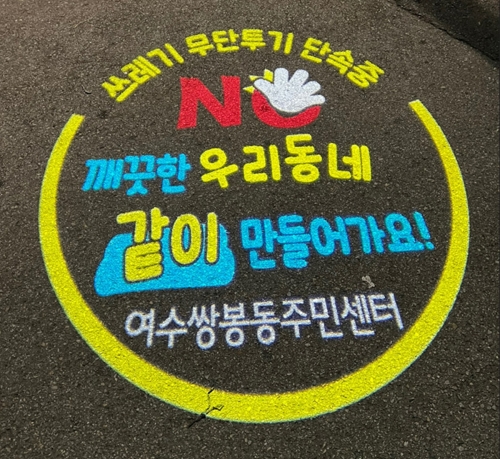 쓰레기 무단투기 단속중
NO
깨끗한 우리동네
같이 만들어가요!
여수쌍봉동주민센터